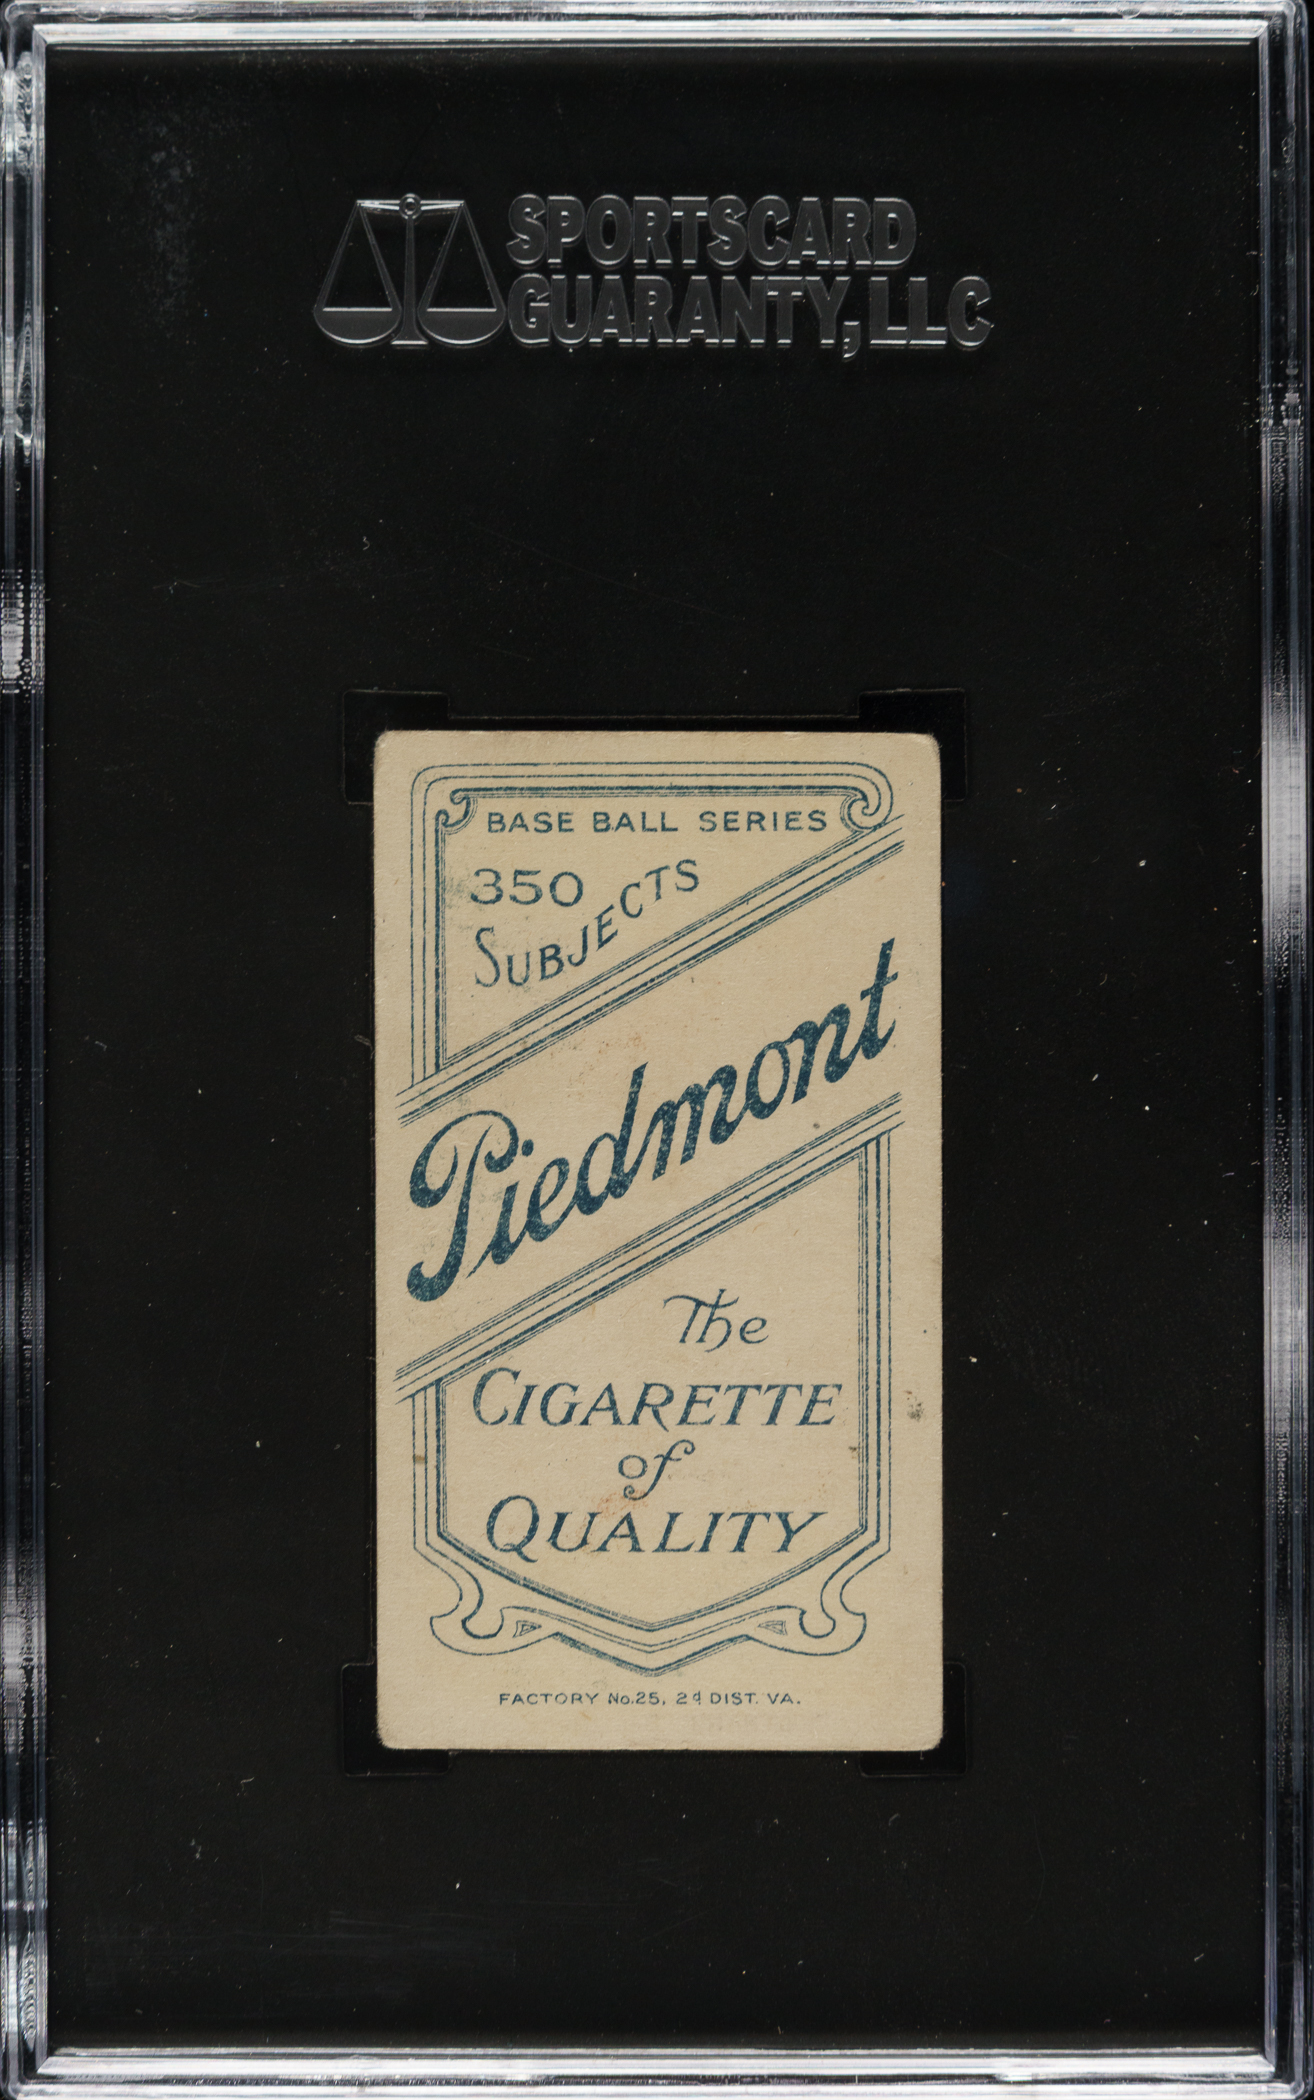 SPORTSCARD
GUARANTY, LLC
BASE BALL SERIES
350
SUBJECTS
Piedmont
The
CIGARETTE
of
QUALITY
FACTORY No.25, 2d DIST. VA.